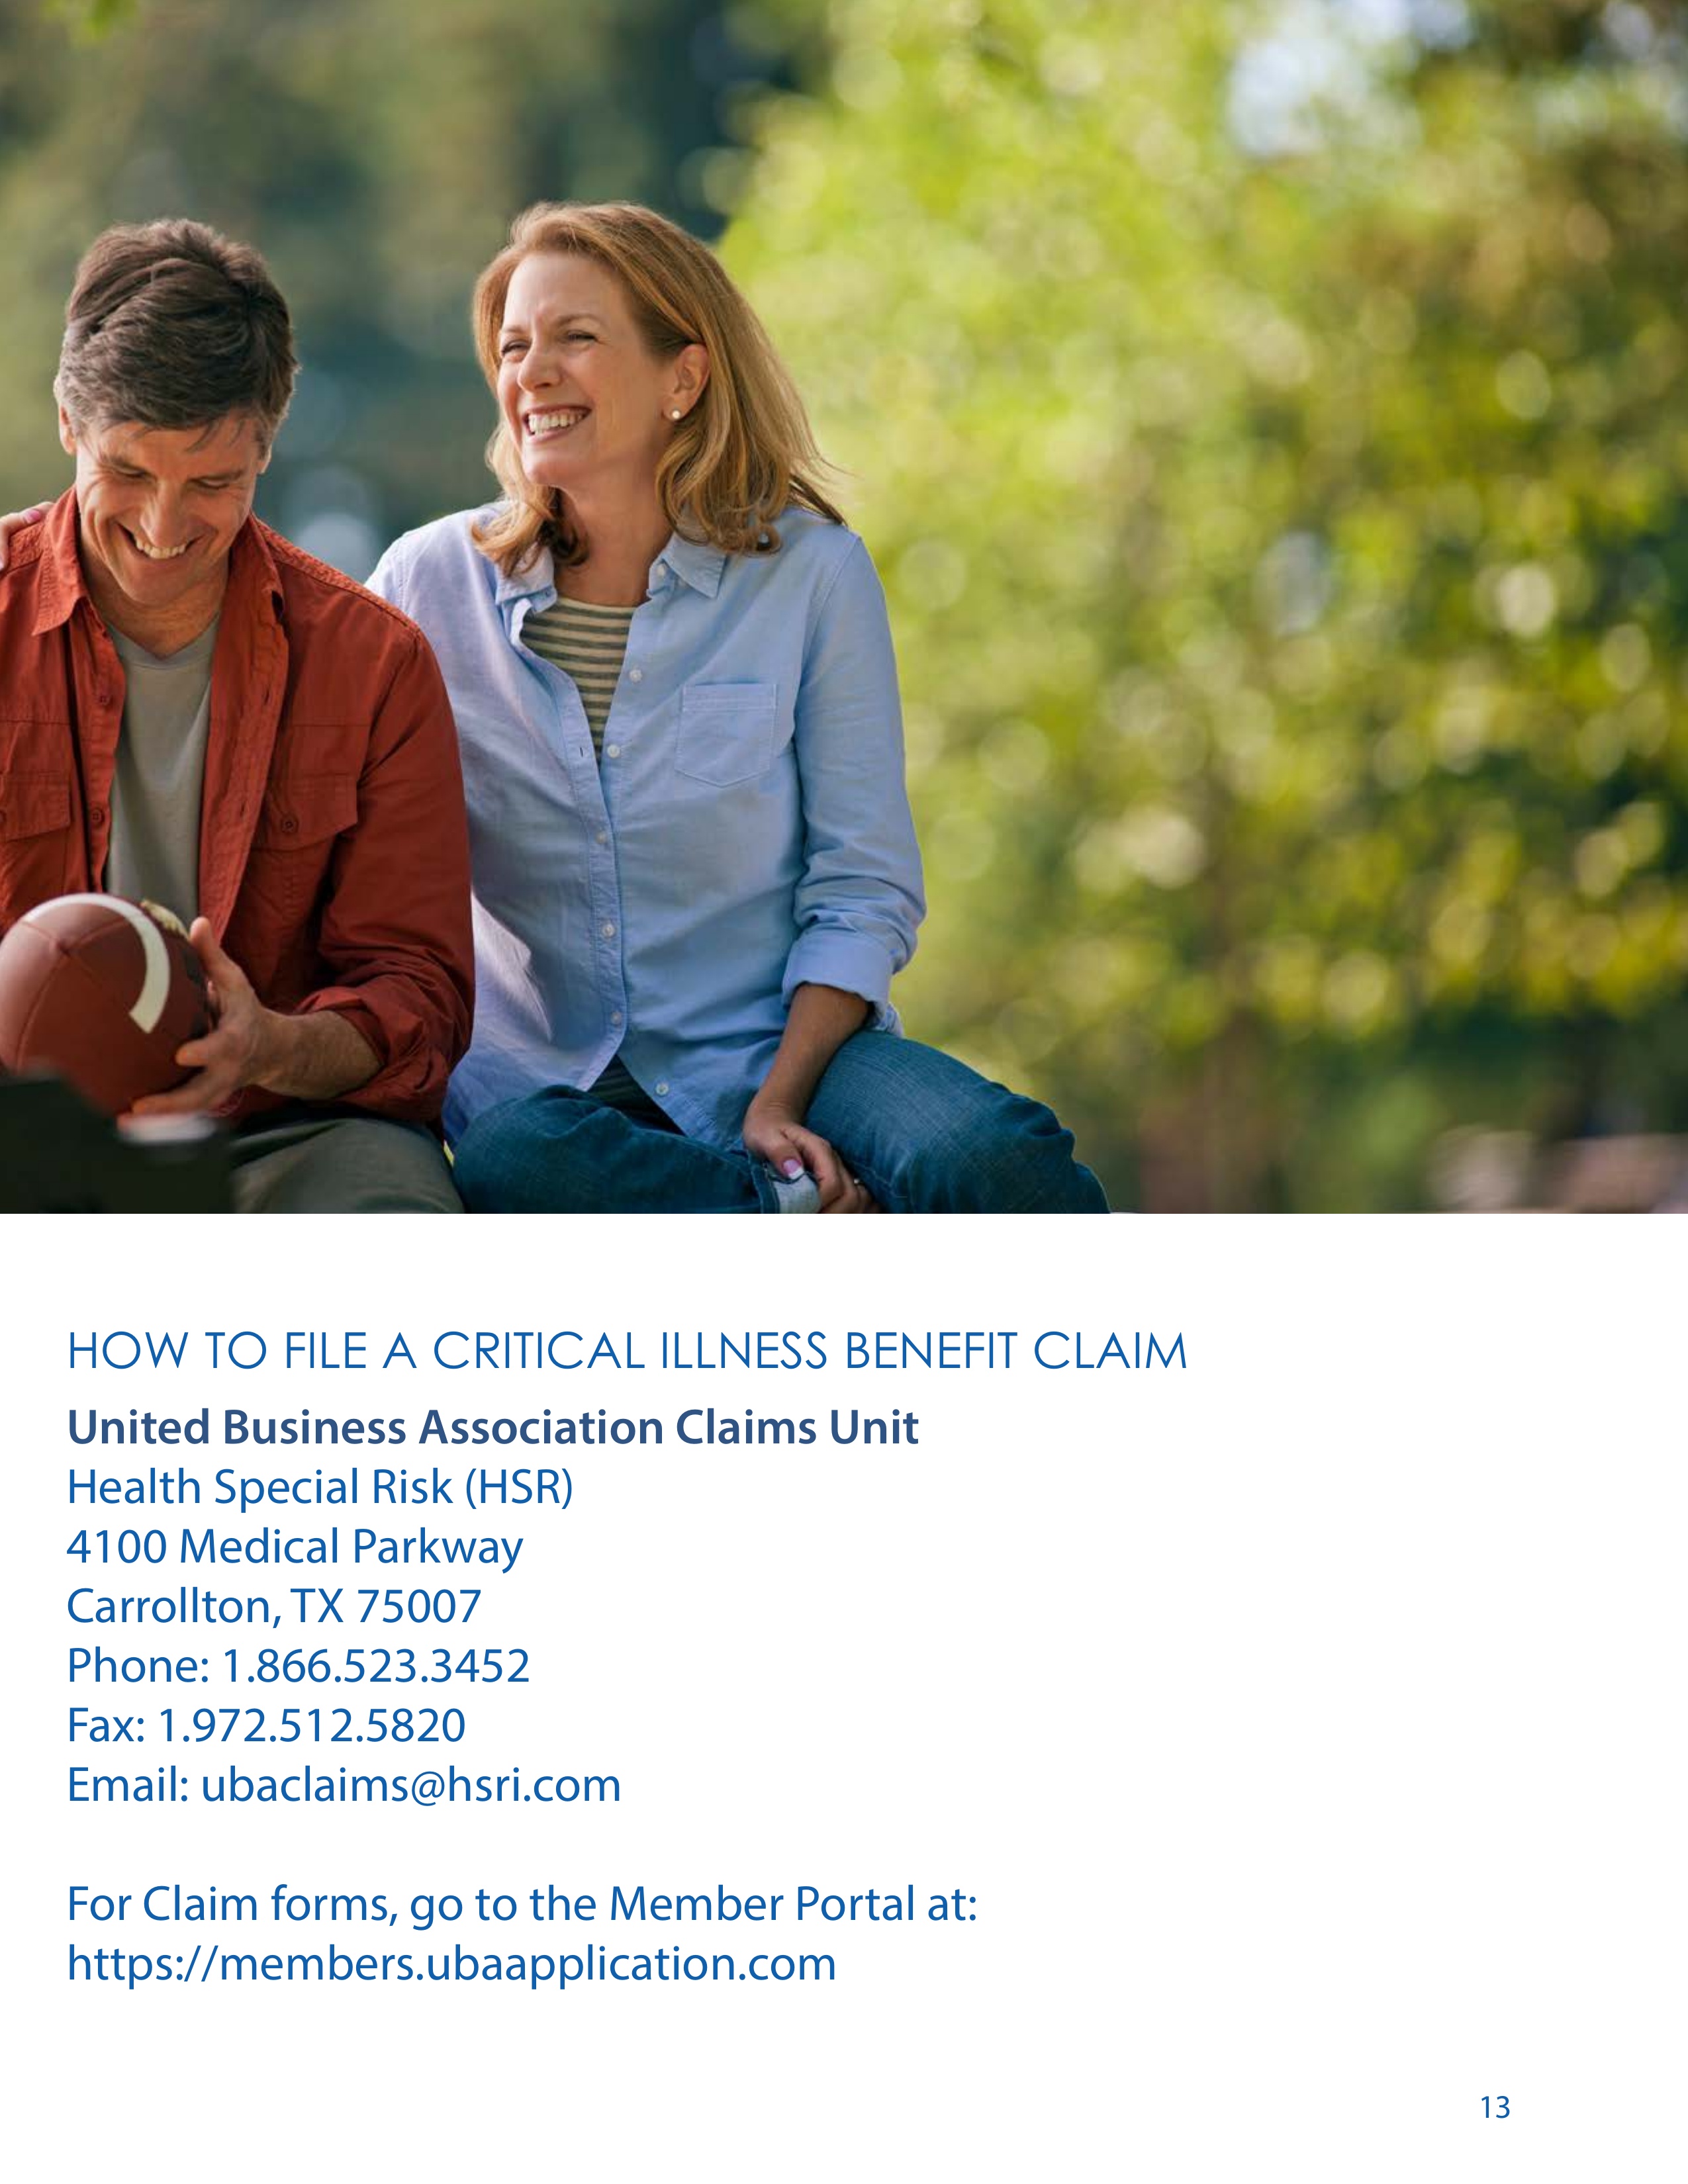 HOW TO FILE A CRITICAL ILLNESS BENEFIT CLAIM
United Business Association Claims Unit
Health Special Risk (HSR)
4100 Medical Parkway
Carrollton, TX 75007
Phone: 1.866.523.3452
Fax: 1.972.512.5820
Email: ubaclaims@hsri.com
For Claim forms, go to the Member Portal at:
https://members.ubaapplication.com
13